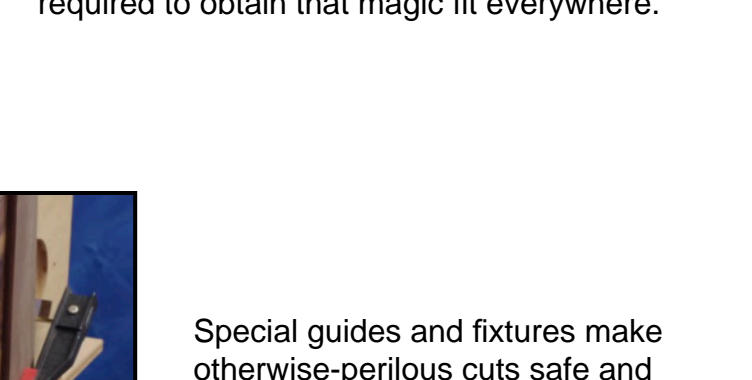 required to obtain that magic fit everywhere.
Special guides and fixtures make
otherwise-perilous cuts safe and